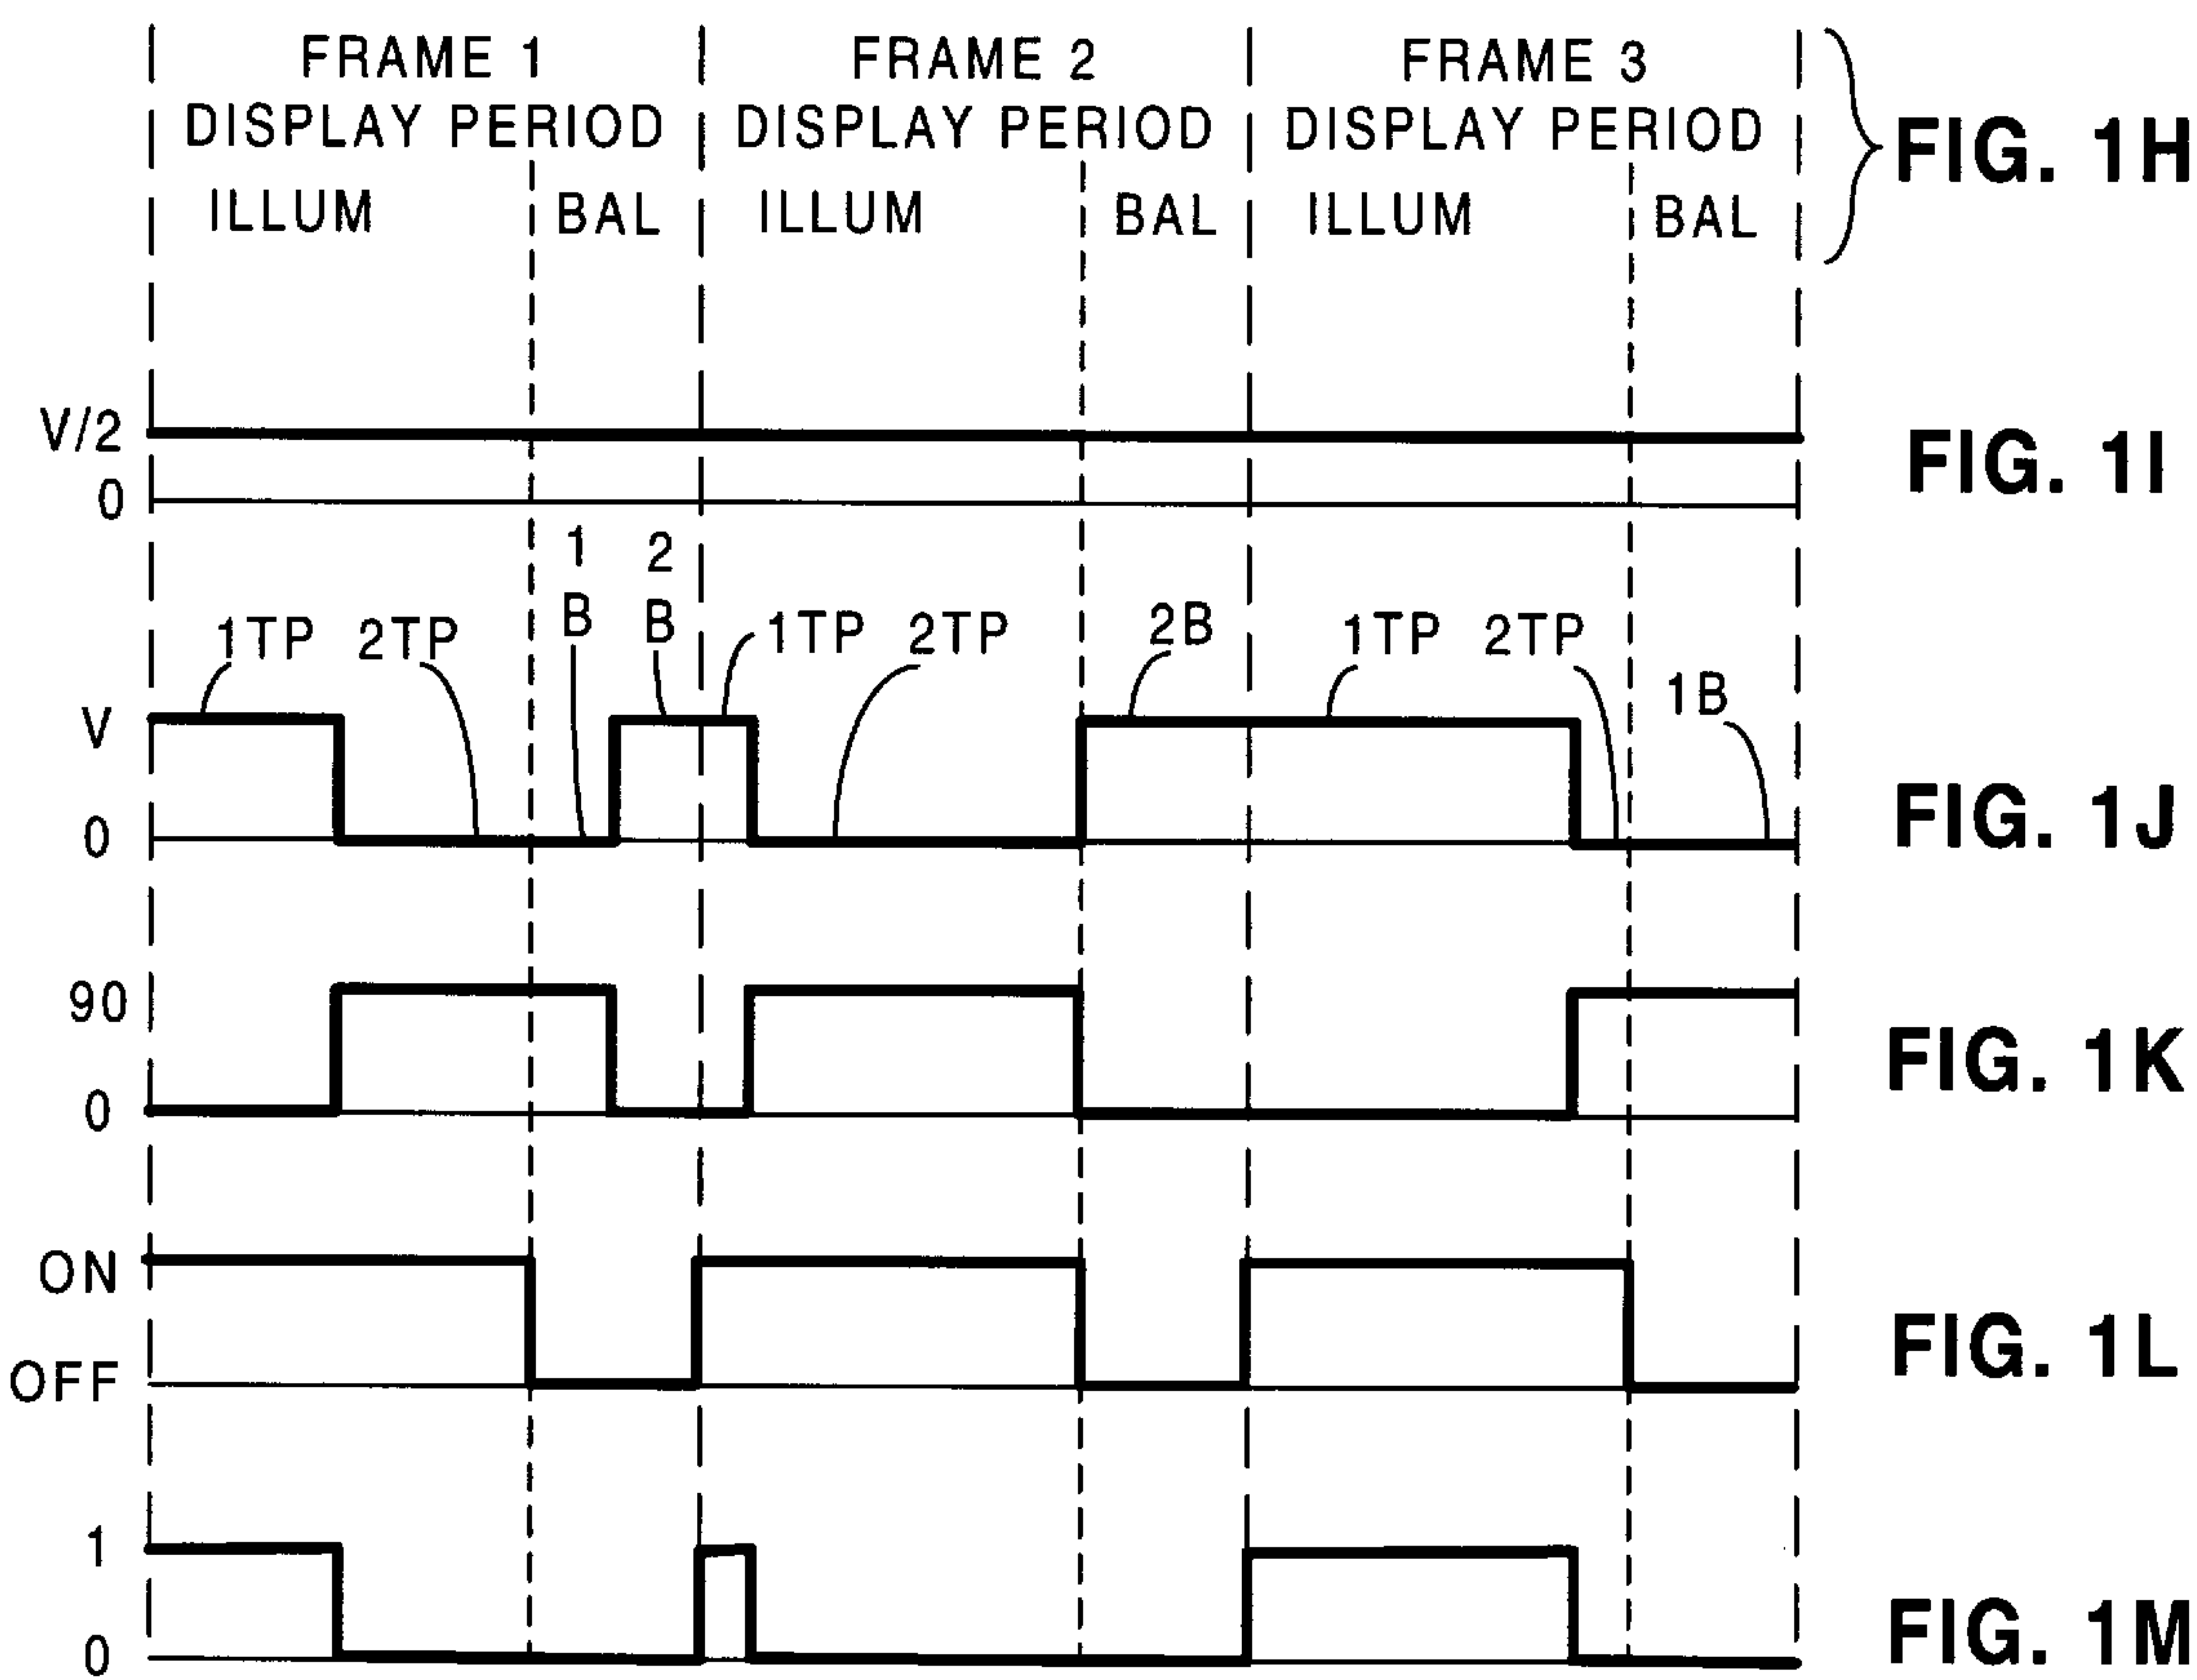 FRAME 1 FRAME 2 FRAME 3
DISPLAY PERIOD DISPLAY PERIOD DISPLAY PERIOD
FIG. 1H
ILLUM BAL ILLUM BAL ILLUM BAL
V/2
0
FIG. 1I
1 2
B B
1TP 2TP 1TP 2TP 2B 1TP 2TP
1B
V
0
FIG. 1J
90
0
FIG. 1K
ON
OFF
FIG. 1L
1
0
FIG. 1M